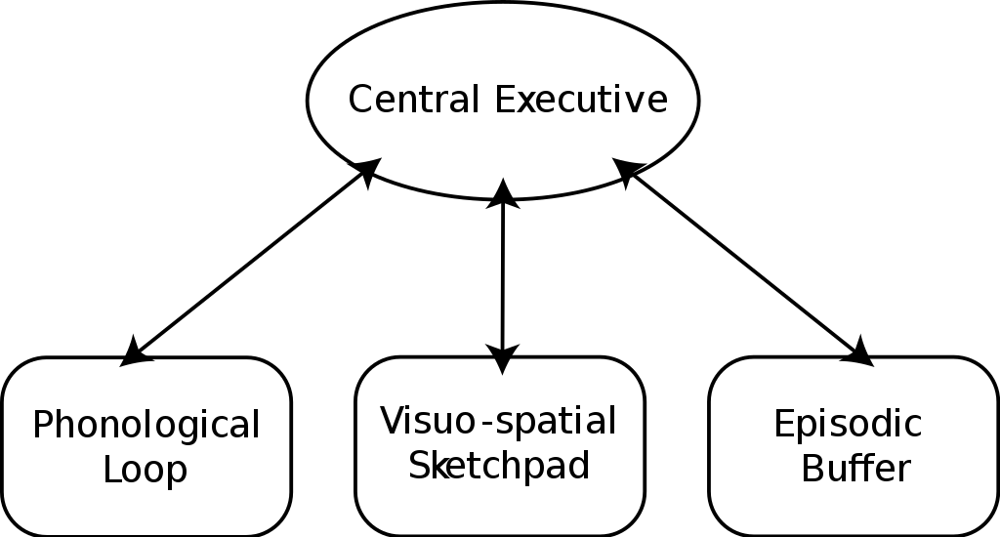 Central Executive
Phonological
Loop
Visuo-spatial
Sketchpad
Episodic
Buffer